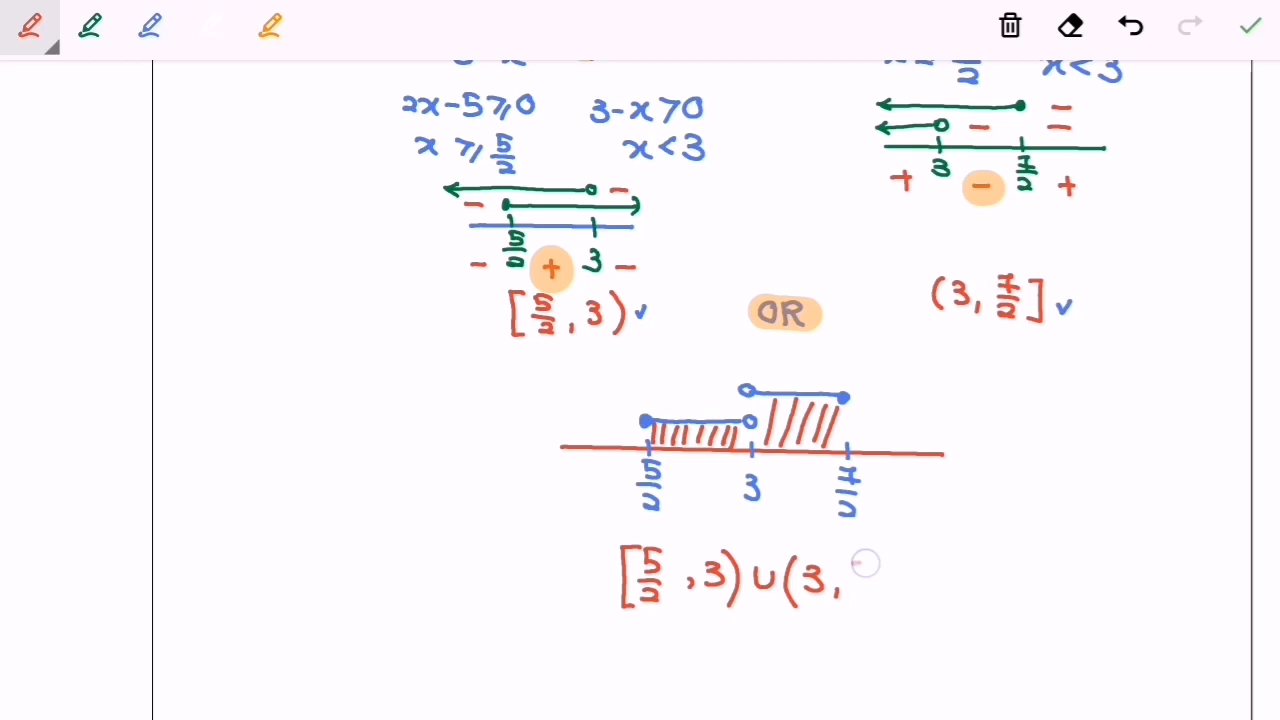 x < 3
2x - 5 ⩾ 0    3 - x > 0
x ⩾ 5/2    x < 3
-
- -
3 7/2
+ - +
-
-
5/2 3
- + -
[5/2, 3) ✓ OR (3, 7/2] ✓
5/2 3 7/2
[5/2, 3) ∪ (3,